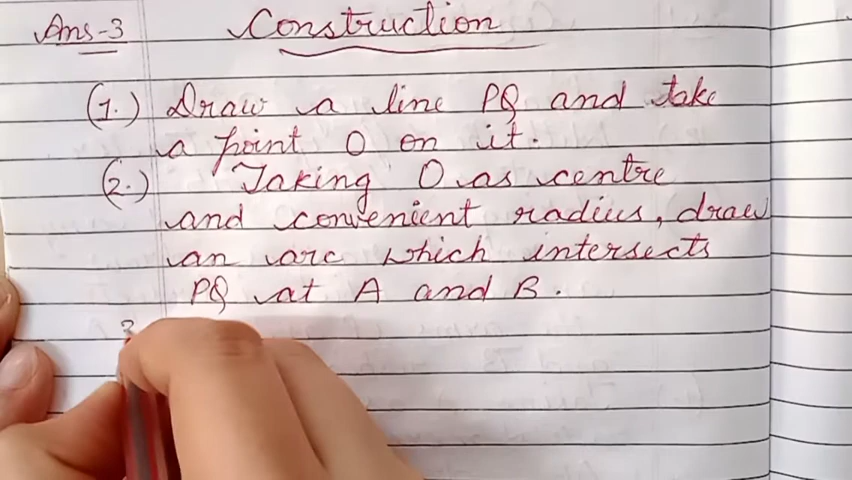 Ans-3 Construction
(1.) Draw a line PQ and take
a point O on it.
(2.) Taking O as centre
and convenient radius, draw
an arc which intersects
PQ at A and B.
3